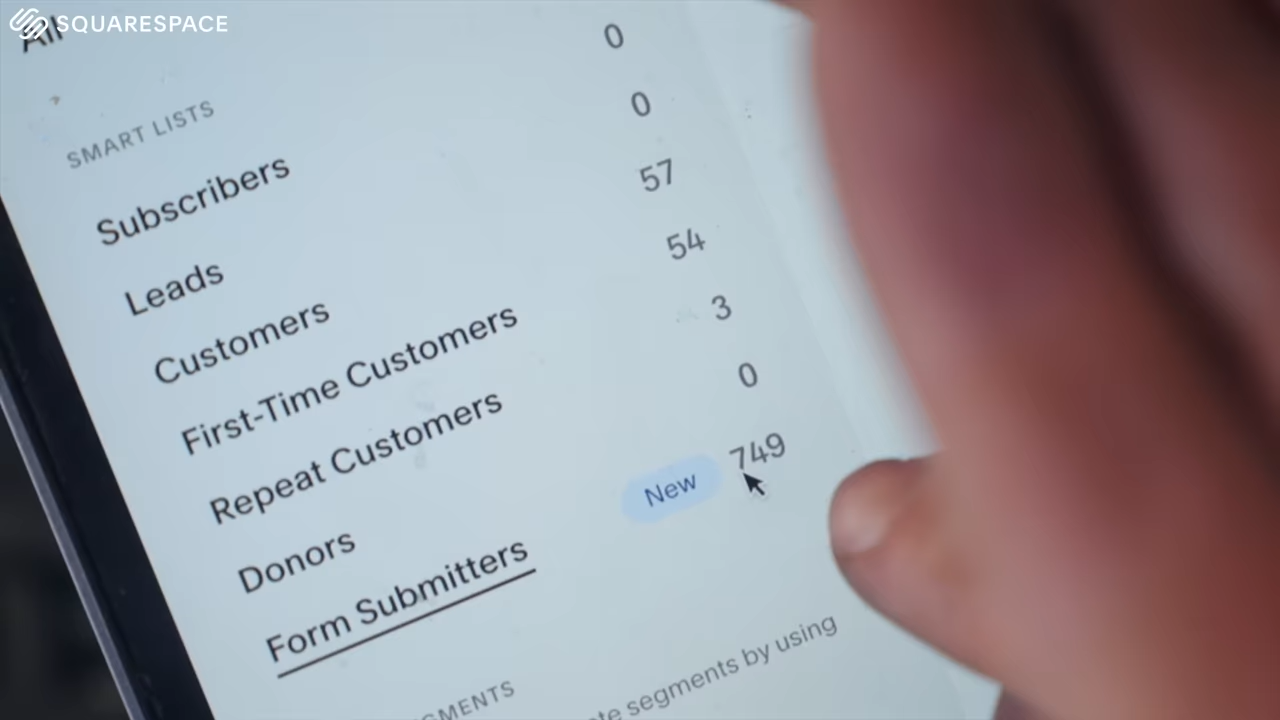 SQUARESPACE
All
SMART LISTS
Subscribers 0
Leads 0
Customers 57
First-Time Customers 54
Repeat Customers 3
Donors 0
Form Submitters New 749
segments by using